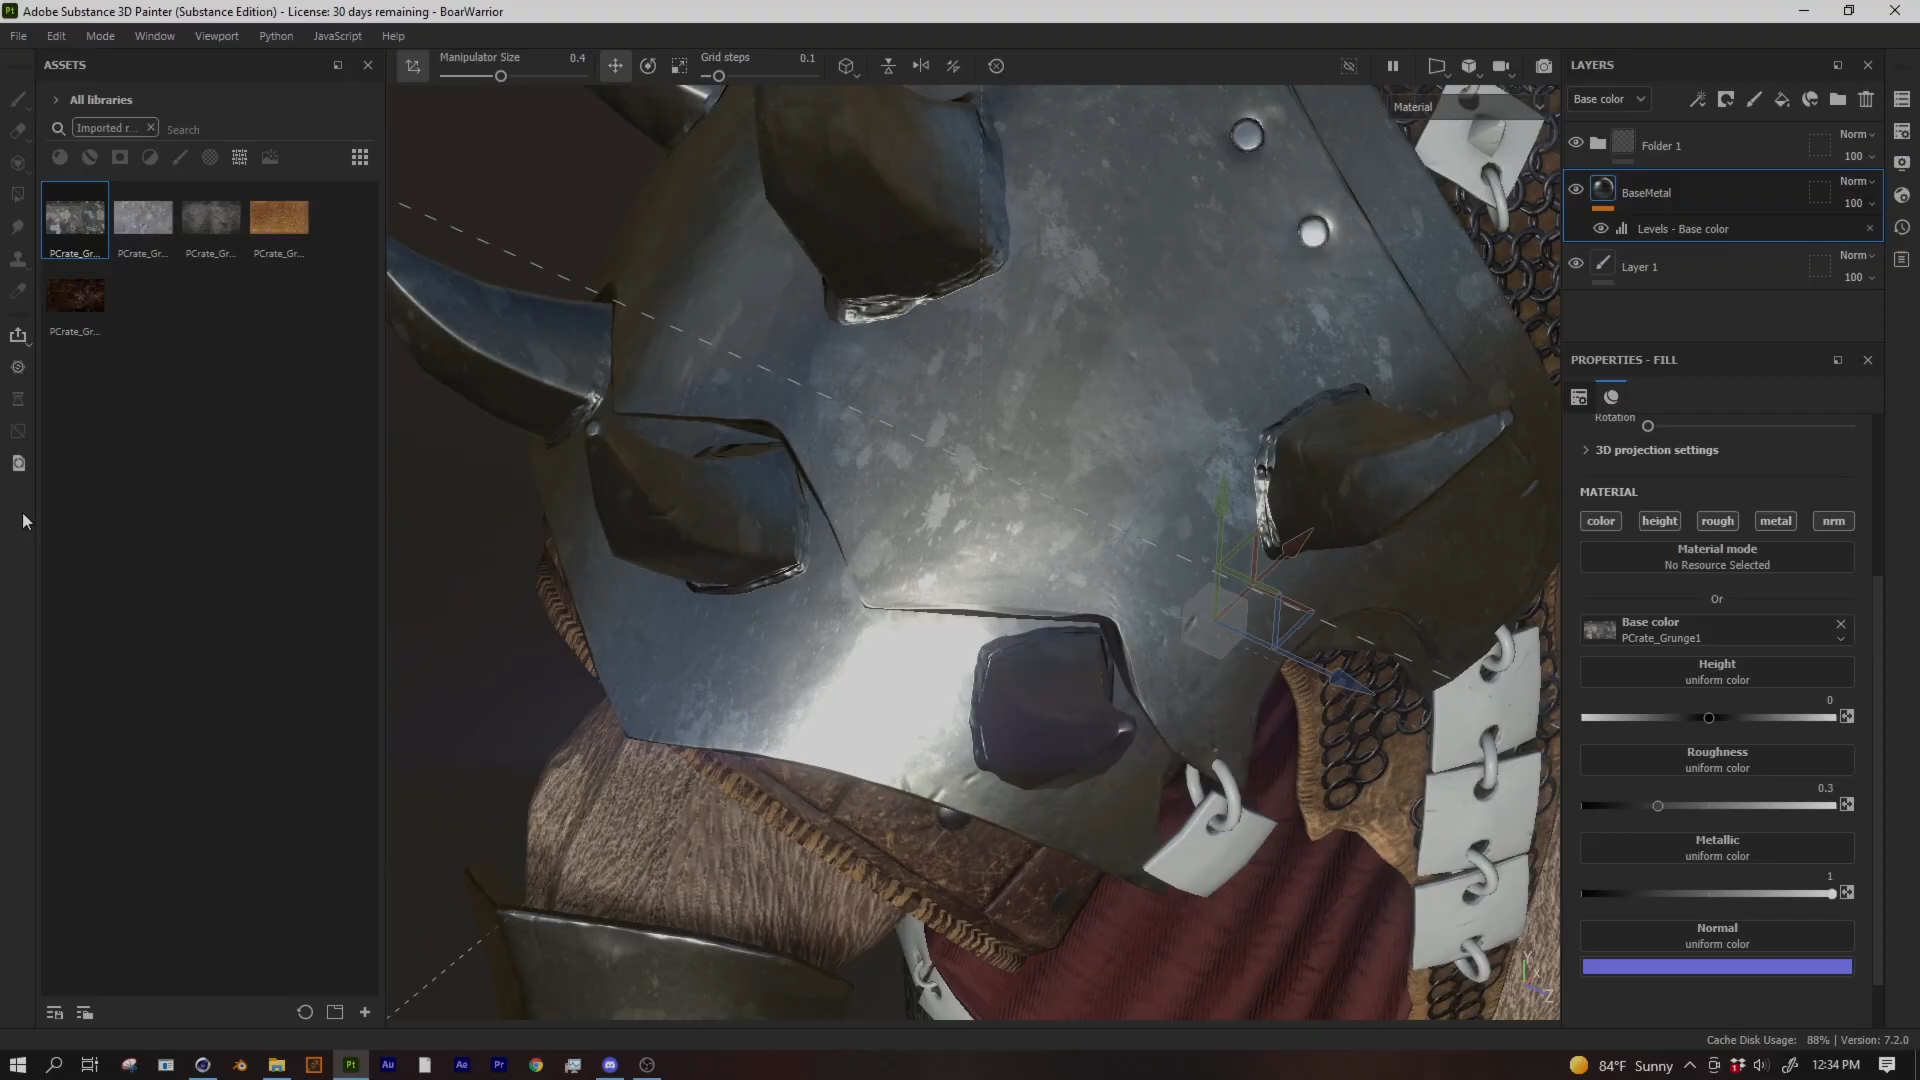 Adobe Substance 3D Painter (Substance Edition) - License: 30 days remaining - BoarWarrior
File Edit Mode Window Viewport Python JavaScript Help
ASSETS
Manipulator Size 0.4
Grid steps 0.1
LAYERS
All libraries
Base color
Material
Imported r...
Search
Folder 1
Norm
100
BaseMetal
Norm
100
Levels - Base color
Layer 1
Norm
100
PCrate_Gr...
PCrate_Gr...
PCrate_Gr...
PCrate_Gr...
PCrate_Gr...
PROPERTIES - FILL
Rotation
3D projection settings
MATERIAL
color height rough metal nrm
Material mode
No Resource Selected
Or
Base color
PCrate_Grunge1
Height
uniform color
0
Roughness
uniform color
0.3
Metallic
uniform color
1
Normal
uniform color
Y
Z
Cache Disk Usage: 88% | Version: 7.2.0
84°F Sunny
12:34 PM